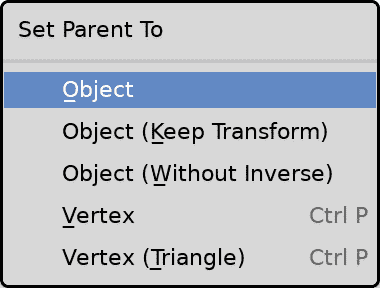 Set Parent To
Object
Object (Keep Transform)
Object (Without Inverse)
Vertex Ctrl P
Vertex (Triangle) Ctrl P